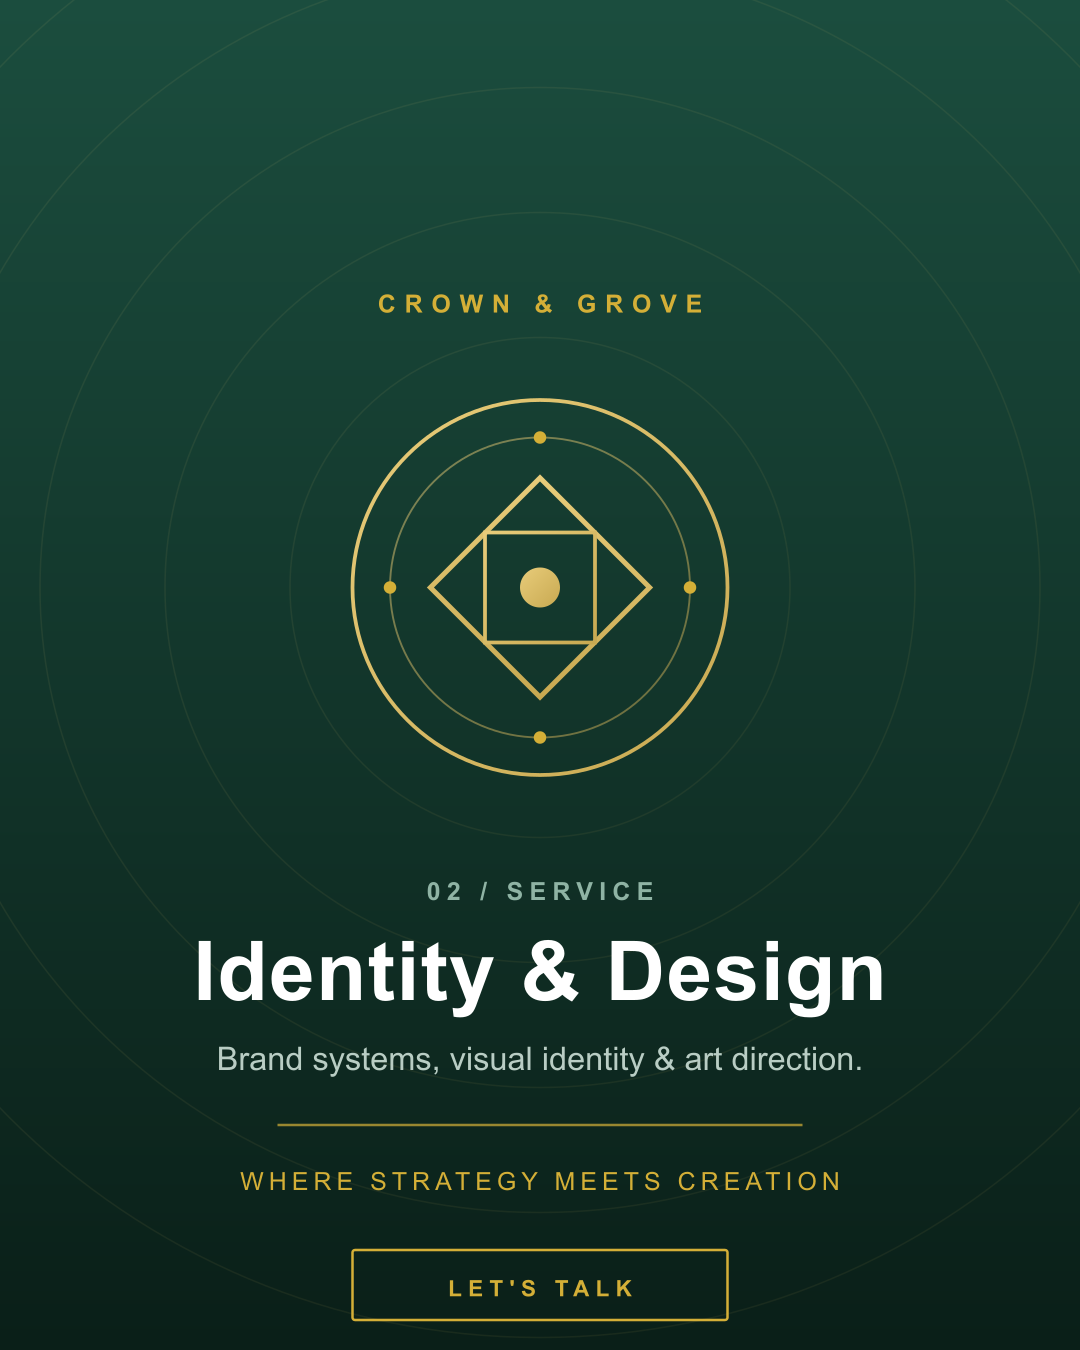 CROWN & GROVE
02 / SERVICE
Identity & Design
Brand systems, visual identity & art direction.
WHERE STRATEGY MEETS CREATION
LET'S TALK